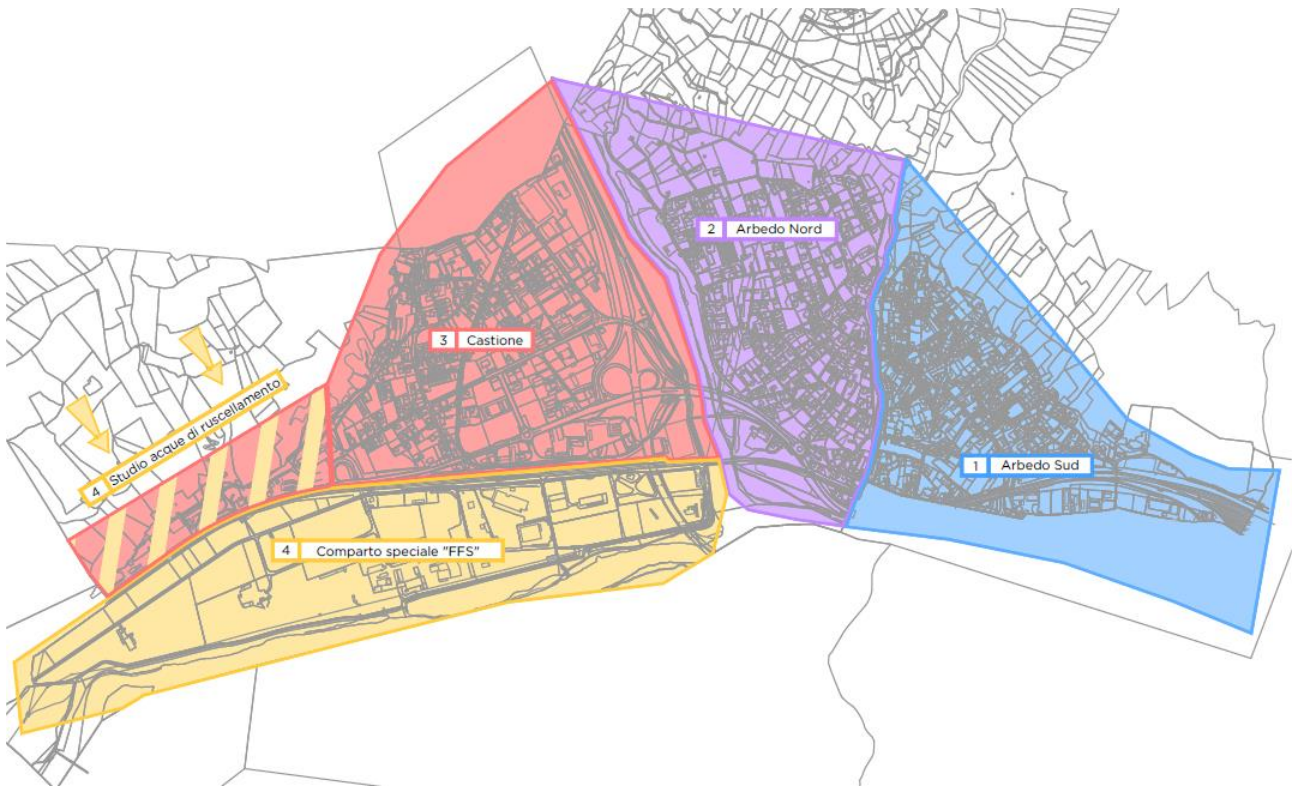 2 Arbedo Nord
3 Castione
4 Studio acque di ruscellamento
1 Arbedo Sud
4 Comparto speciale "FFS"